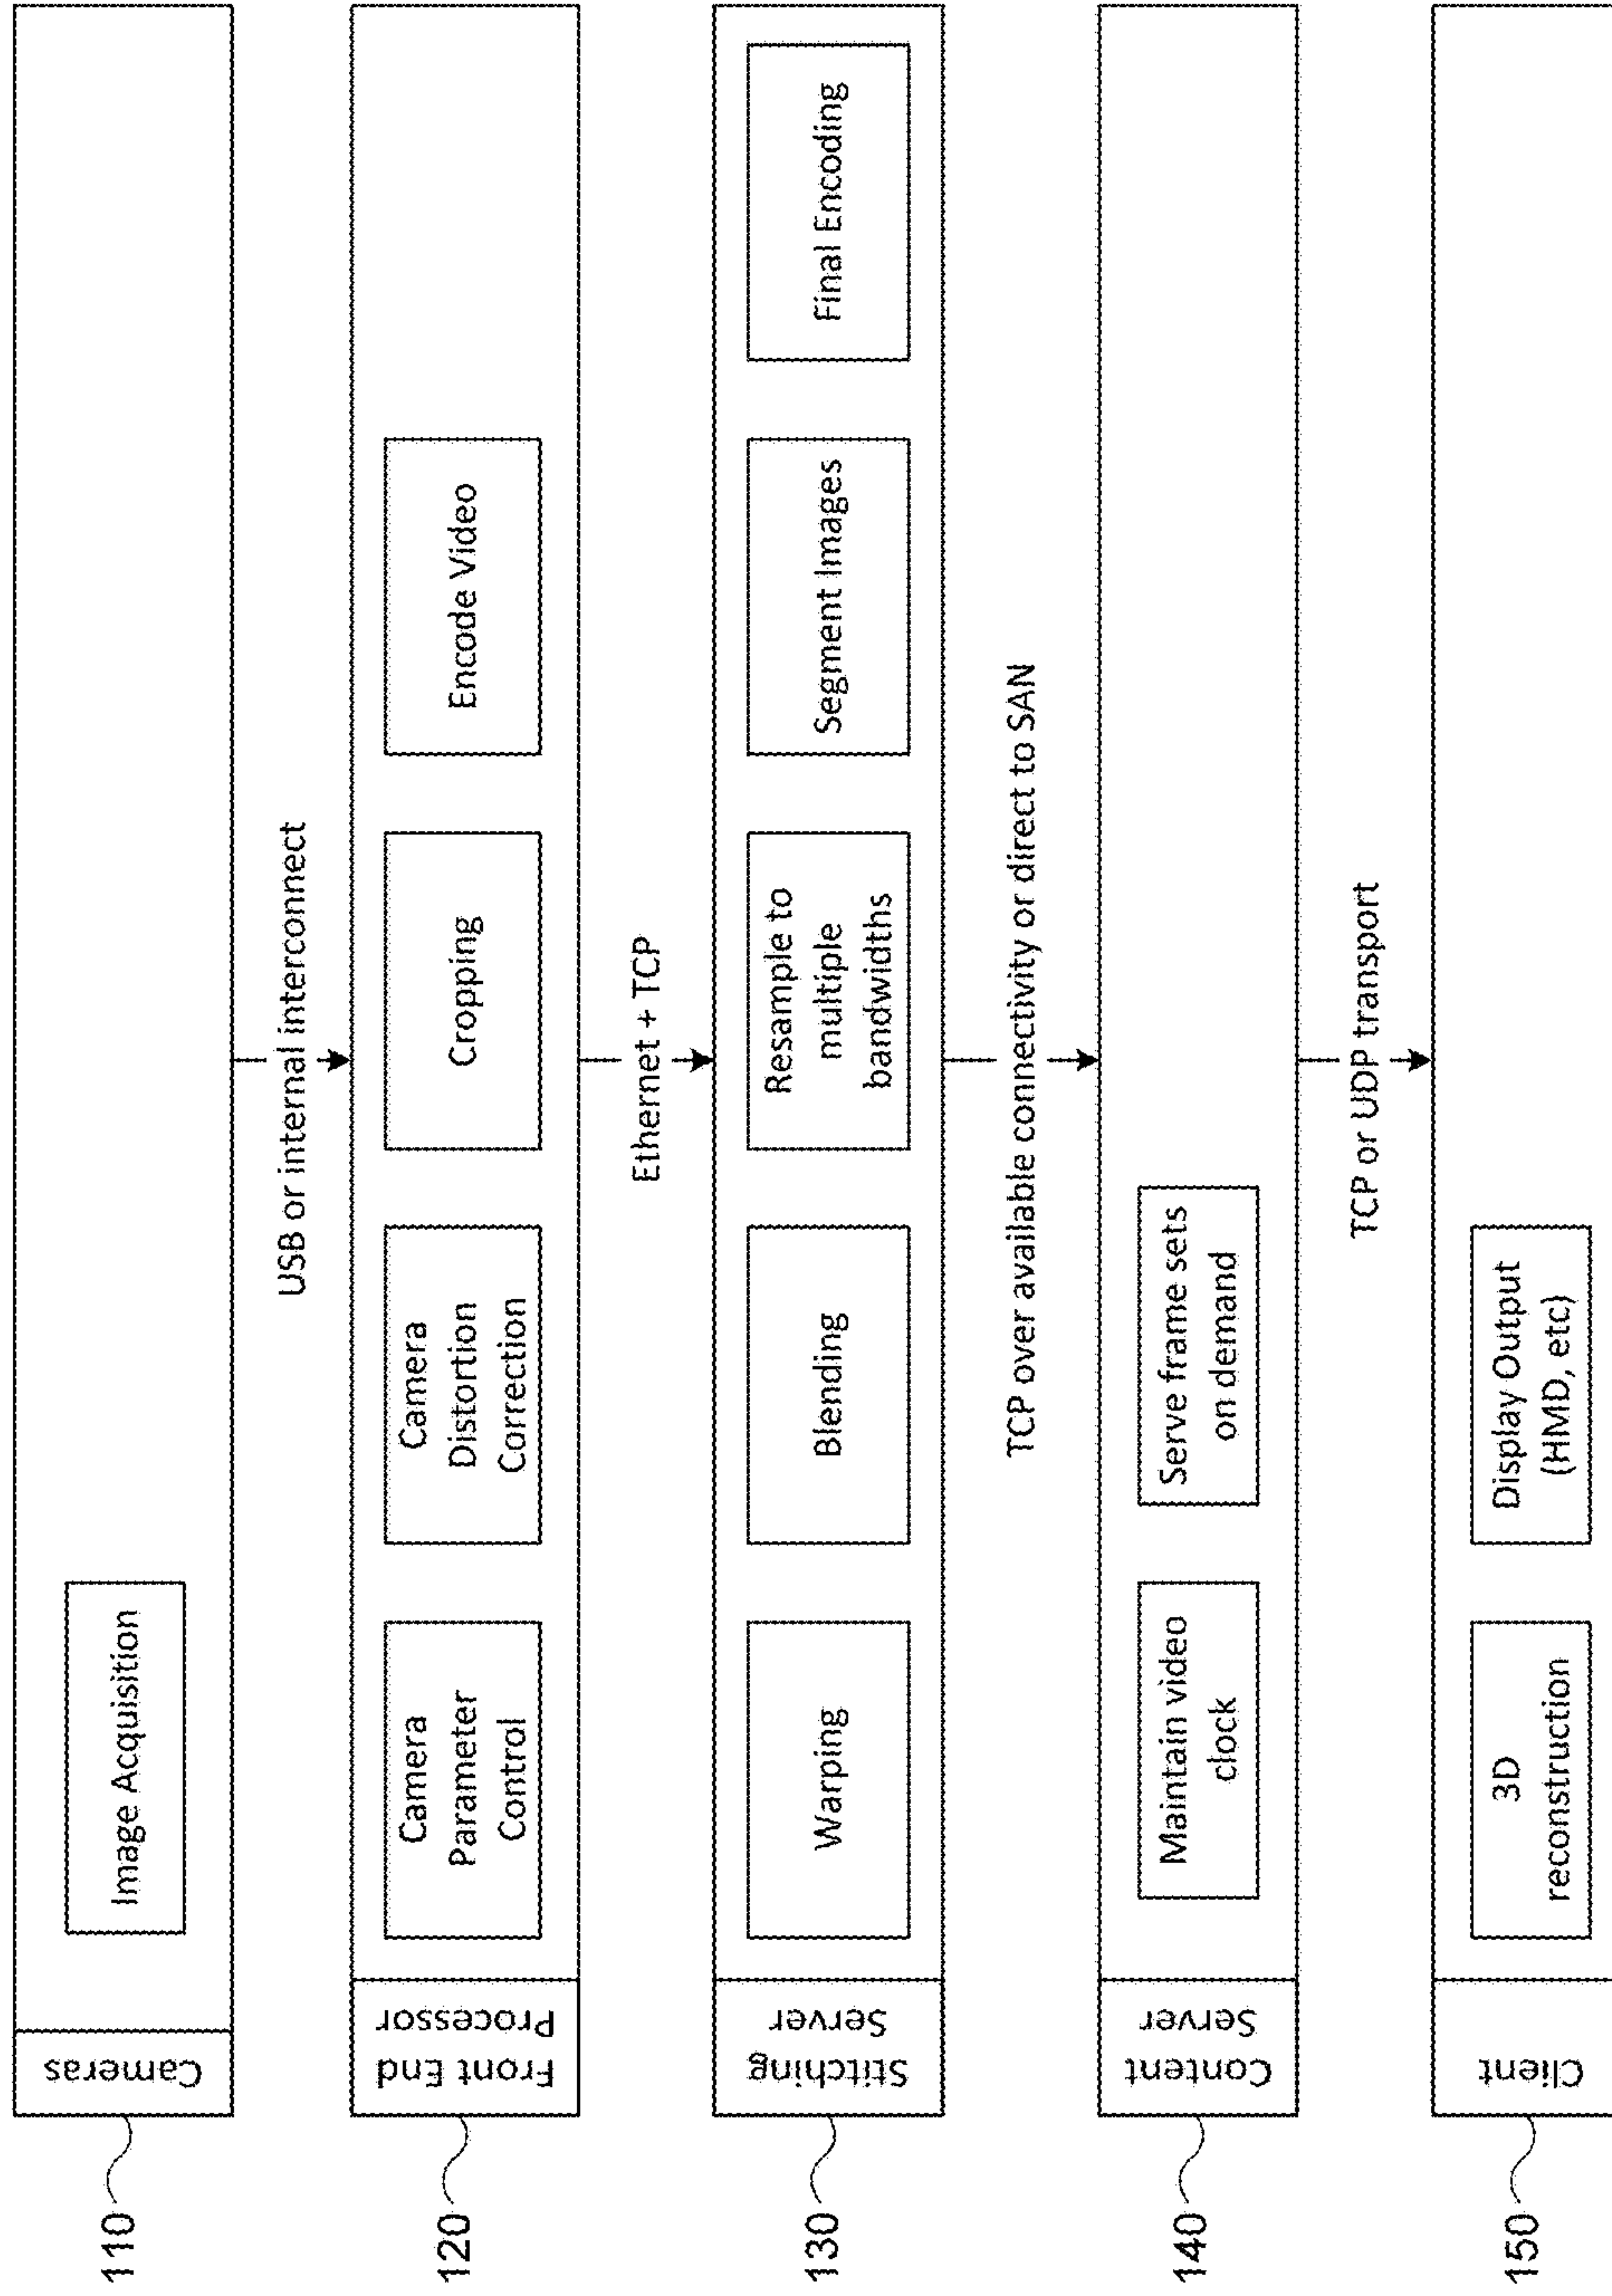 110
Cameras
Image Acquisition
USB or internal interconnect
120
Front End
Processor
Camera
Parameter
Control
Camera
Distortion
Correction
Cropping
Encode Video
Ethernet + TCP
130
Stitching
Server
Warping
Blending
Resample to
multiple
bandwidths
Segment Images
Final Encoding
TCP over available connectivity or direct to SAN
140
Content
Server
Maintain video
clock
Serve frame sets
on demand
TCP or UDP transport
150
Client
3D
reconstruction
Display Output
(HMD, etc)